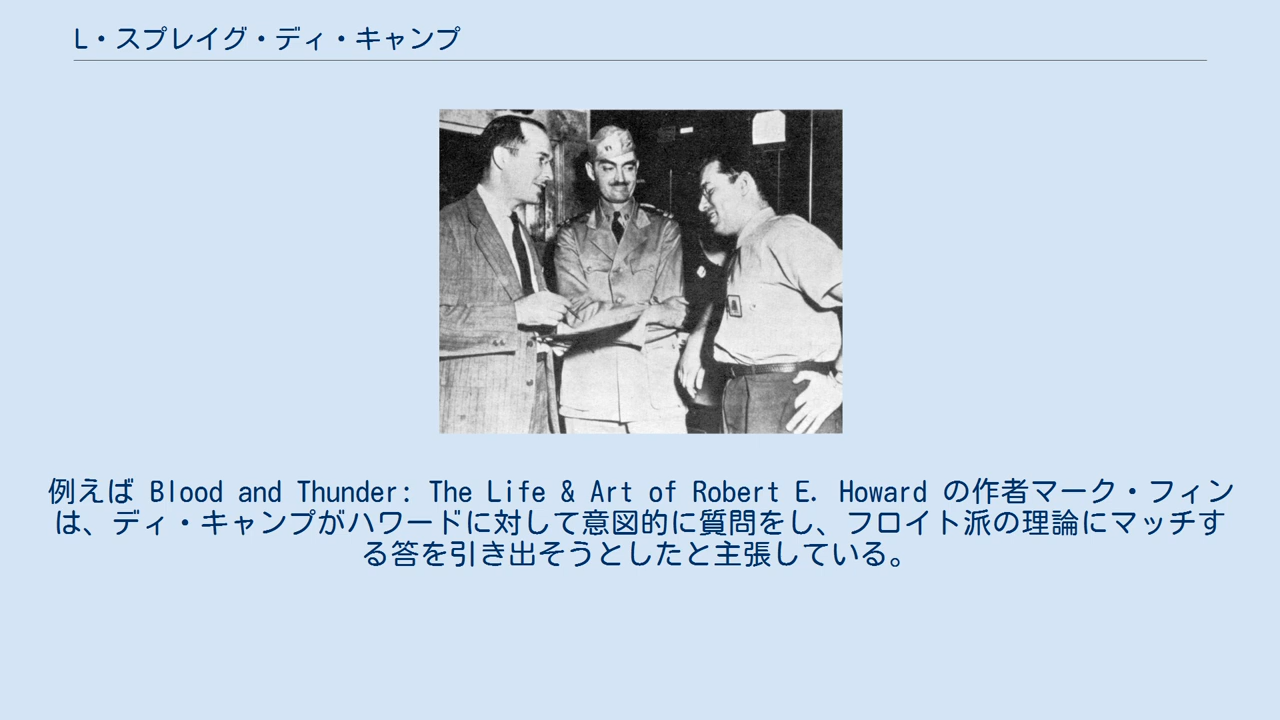 L・スプレイグ・ディ・キャンプ
例えば Blood and Thunder: The Life & Art of Robert E. Howard の作者マーク・フィン
は、ディ・キャンプがハワードに対して意図的に質問をし、フロイト派の理論にマッチす
る答を引き出そうとしたと主張している。